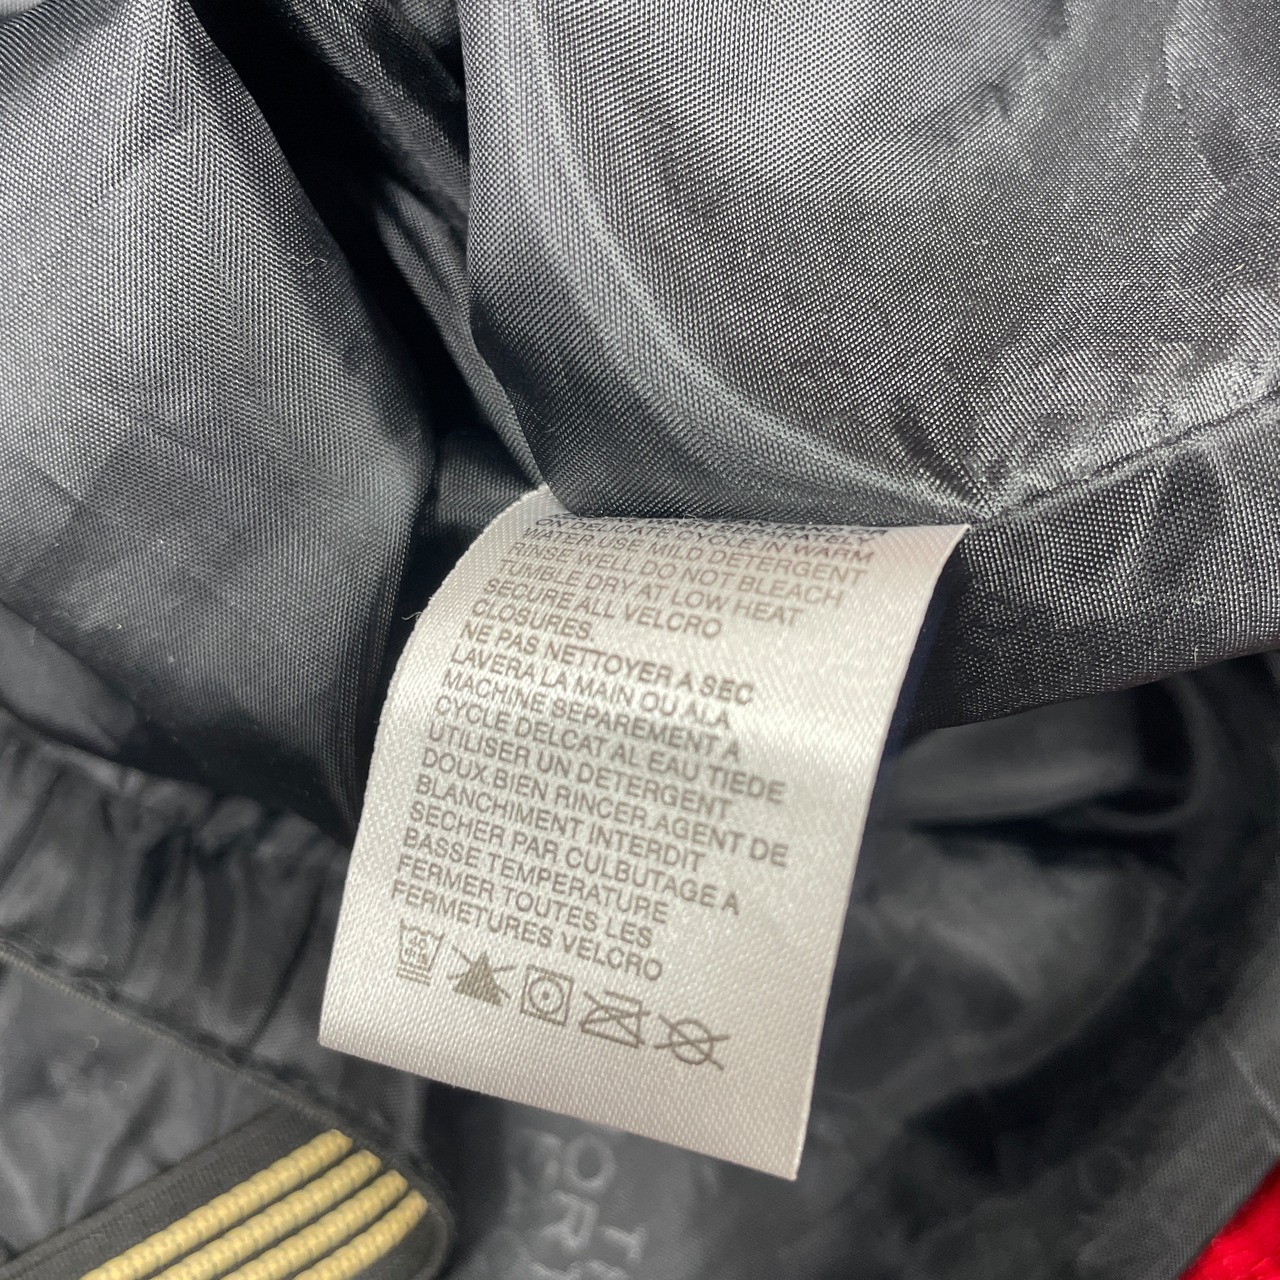 ON DELICATE CYCLE IN WARM
WATER.USE MILD DETERGENT
RINSE WELL DO NOT BLEACH
TUMBLE DRY AT LOW HEAT
SECURE ALL VELCRO
CLOSURES.
NE PAS NETTOYER A SEC
LAVERA LA MAIN OU ALA
MACHINE SEPAREMENT A
CYCLE DELCAT AL EAU TIEDE
UTILISER UN DETERGENT
DOUX.BIEN RINCER.AGENT DE
BLANCHIMENT INTERDIT
SECHER PAR CULBUTAGE A
BASSE TEMPERATURE
FERMER TOUTES LES
FERMETURES VELCRO